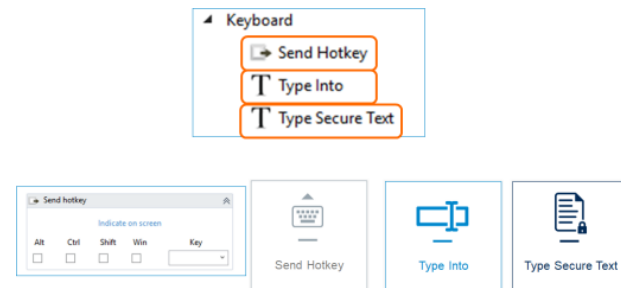 Keyboard
Send Hotkey
T Type Into
T Type Secure Text
Send hotkey
Indicate on screen
Alt Ctrl Shift Win Key
Send Hotkey
Type Into
Type Secure Text